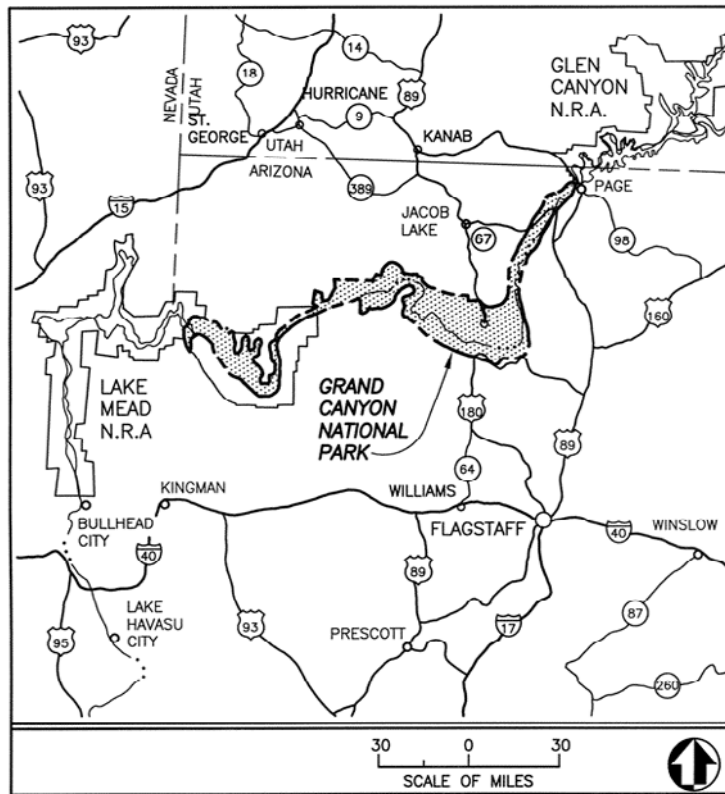 93
14
18
HURRICANE
89
GLEN
CANYON
N.R.A.
NEVADA
UTAH
ST.
GEORGE
9
KANAB
UTAH
ARIZONA
93
389
PAGE
15
JACOB
LAKE
67
98
160
LAKE
MEAD
N.R.A
GRAND
CANYON
NATIONAL
PARK
180
89
64
KINGMAN
WILLIAMS
BULLHEAD
CITY
FLAGSTAFF
WINSLOW
40
40
89
LAKE
HAVASU
CITY
87
95
93
PRESCOTT
17
260
30 0 30
SCALE OF MILES